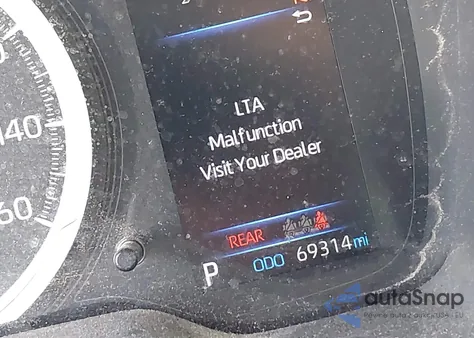 LTA
Malfunction
Visit Your Dealer
140
60
REAR
P ODO 69314 mi
autoSnap